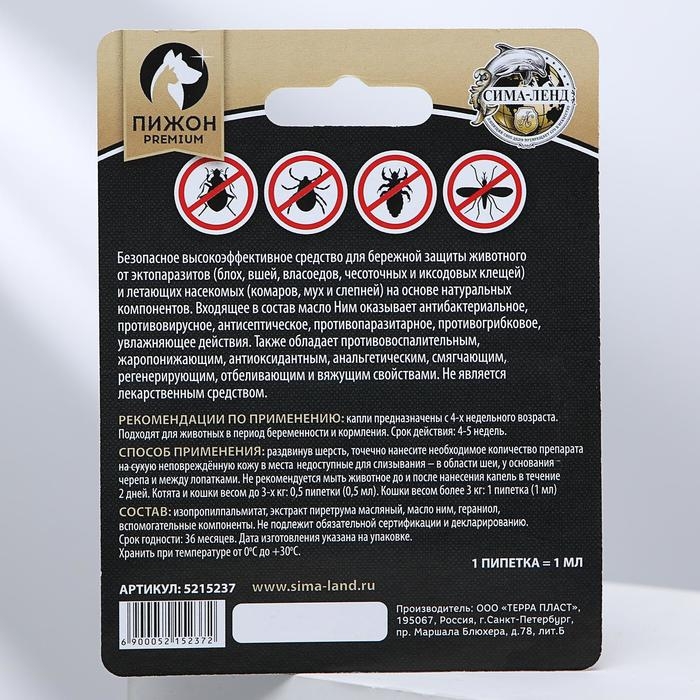 ПИЖОН
PREMIUM
СИМА-ЛЕНД
Безопасное высокоэффективное средство для бережной защиты животного
от эктопаразитов (блох, вшей, власоедов, чесоточных и иксодовых клещей)
и летающих насекомых (комаров, мух и слепней) на основе натуральных
компонентов. Входящее в состав масло Ним оказывает антибактериальное,
противовирусное, антисептическое, противопаразитарное, противогрибковое,
увлажняющее действия. Также обладает противовоспалительным,
жаропонижающим, антиоксидантным, анальгетическим, смягчающим,
регенерирующим, отбеливающим и вяжущим свойствами. Не является
лекарственным средством.
РЕКОМЕНДАЦИИ ПО ПРИМЕНЕНИЮ: капли предназначены с 4-х недельного возраста.
Подходят для животных в период беременности и кормления. Срок действия: 4-5 недель.
СПОСОБ ПРИМЕНЕНИЯ: раздвинув шерсть, точечно нанесите необходимое количество препарата
на сухую неповреждённую кожу в места недоступные для слизывания – в области шеи, у основания
черепа и между лопатками. Не рекомендуется мыть животное до и после нанесения капель в течение
2 дней. Котята и кошки весом до 3-х кг: 0,5 пипетки (0,5 мл). Кошки весом более 3 кг: 1 пипетка (1 мл)
СОСТАВ: изопропилпальмитат, экстракт пиретрума масляный, масло ним, гераниол,
вспомогательные компоненты. Не подлежит обязательной сертификации и декларированию.
Срок годности: 36 месяцев. Дата изготовления указана на упаковке.
Хранить при температуре от 0°С до +30°С.
1 ПИПЕТКА = 1 МЛ
АРТИКУЛ: 5215237 www.sima-land.ru
6 900052 152372
Производитель: ООО «ТЕРРА ПЛАСТ»,
195067, Россия, г.Санкт-Петербург,
пр. Маршала Блюхера, д.78, лит.Б